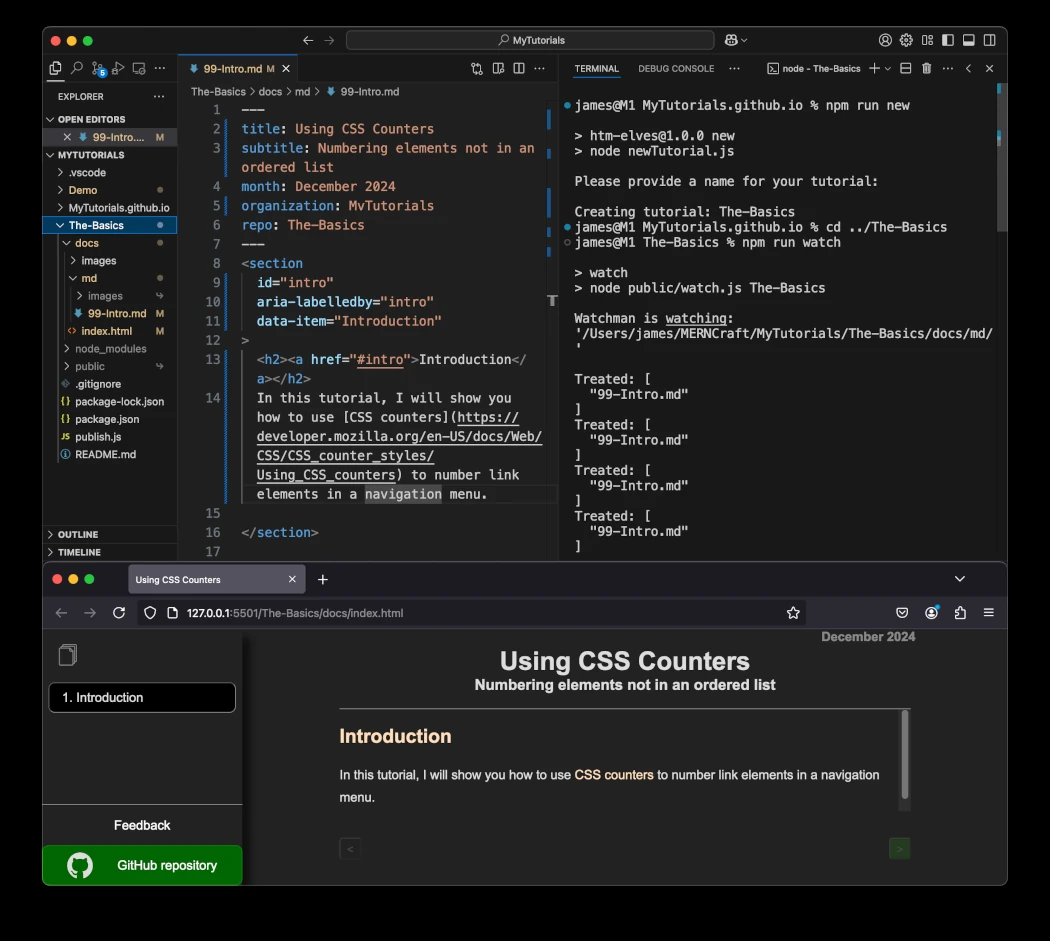 MyTutorials
5
99-Intro.md M
TERMINAL
DEBUG CONSOLE
node - The-Basics
EXPLORER
OPEN EDITORS
99-Intro.... M
MYTUTORIALS
.vscode
Demo
MyTutorials.github.io
The-Basics
docs
images
md
images
99-Intro.md M
index.html M
node_modules
public
.gitignore
{} package-lock.json
{} package.json
JS publish.js
README.md
OUTLINE
TIMELINE
The-Basics > docs > md > 99-Intro.md
1 ---
2 title: Using CSS Counters
3 subtitle: Numbering elements not in an
ordered list
4 month: December 2024
5 organization: MyTutorials
6 repo: The-Basics
7 ---
8 <section
9 id="intro"
10 aria-labelledby="intro"
11 data-item="Introduction"
12 >
13 <h2><a href="#intro">Introduction</
a></h2>
14 In this tutorial, I will show you
how to use [CSS counters](https://
developer.mozilla.org/en-US/docs/Web/
CSS/CSS_counter_styles/
Using_CSS_counters) to number link
elements in a navigation menu.
15
16 </section>
17
james@M1 MyTutorials.github.io % npm run new
> htm-elves@1.0.0 new
> node newTutorial.js
Please provide a name for your tutorial:
Creating tutorial: The-Basics
james@M1 MyTutorials.github.io % cd ../The-Basics
james@M1 The-Basics % npm run watch
> watch
> node public/watch.js The-Basics
Watchman is watching:
'/Users/james/MERNCraft/MyTutorials/The-Basics/docs/md/
'
Treated: [
"99-Intro.md"
]
Treated: [
"99-Intro.md"
]
Treated: [
"99-Intro.md"
]
Treated: [
"99-Intro.md"
]
Using CSS Counters
127.0.0.1:5501/The-Basics/docs/index.html
1. Introduction
Feedback
GitHub repository
December 2024
Using CSS Counters
Numbering elements not in an ordered list
Introduction
In this tutorial, I will show you how to use CSS counters to number link elements in a navigation
menu.
<
>